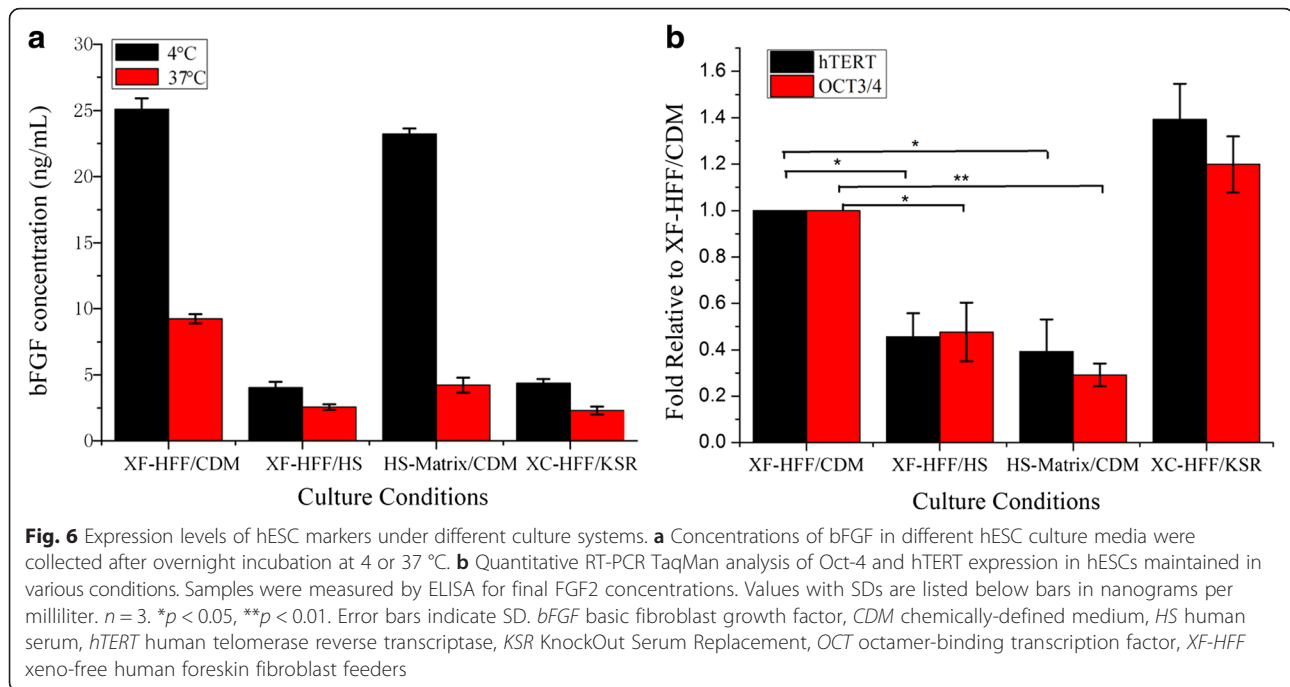 a
4°C
37°C
bFGF concentration (ng/mL)
30
25
20
15
10
5
0
XF-HFF/CDM XF-HFF/HS HS-Matrix/CDM XC-HFF/KSR
Culture Conditions
b
hTERT
OCT3/4
Fold Relative to XF-HFF/CDM
1.6
1.4
1.2
1.0
0.8
0.6
0.4
0.2
0.0
*
*
**
*
XF-HFF/CDM XF-HFF/HS HS-Matrix/CDM XC-HFF/KSR
Culture Conditions
Fig. 6 Expression levels of hESC markers under different culture systems. a Concentrations of bFGF in different hESC culture media were
collected after overnight incubation at 4 or 37 °C. b Quantitative RT-PCR TaqMan analysis of Oct-4 and hTERT expression in hESCs maintained in
various conditions. Samples were measured by ELISA for final FGF2 concentrations. Values with SDs are listed below bars in nanograms per
milliliter. n = 3. *p < 0.05, **p < 0.01. Error bars indicate SD. bFGF basic fibroblast growth factor, CDM chemically-defined medium, HS human
serum, hTERT human telomerase reverse transcriptase, KSR KnockOut Serum Replacement, OCT octamer-binding transcription factor, XF-HFF
xeno-free human foreskin fibroblast feeders